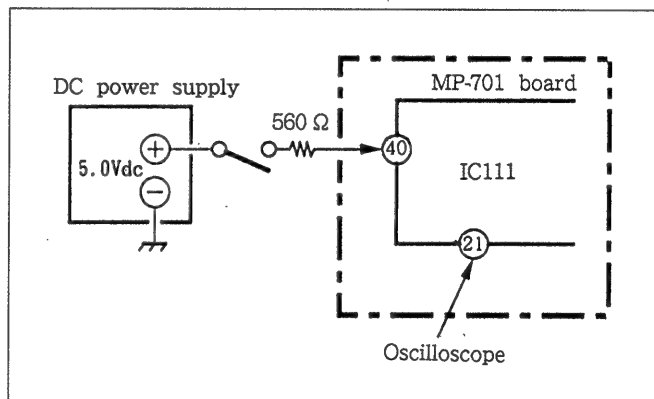 MP-701 board
DC power supply
560 Ω
5.0Vdc
+
40
IC111
−
21
Oscilloscope